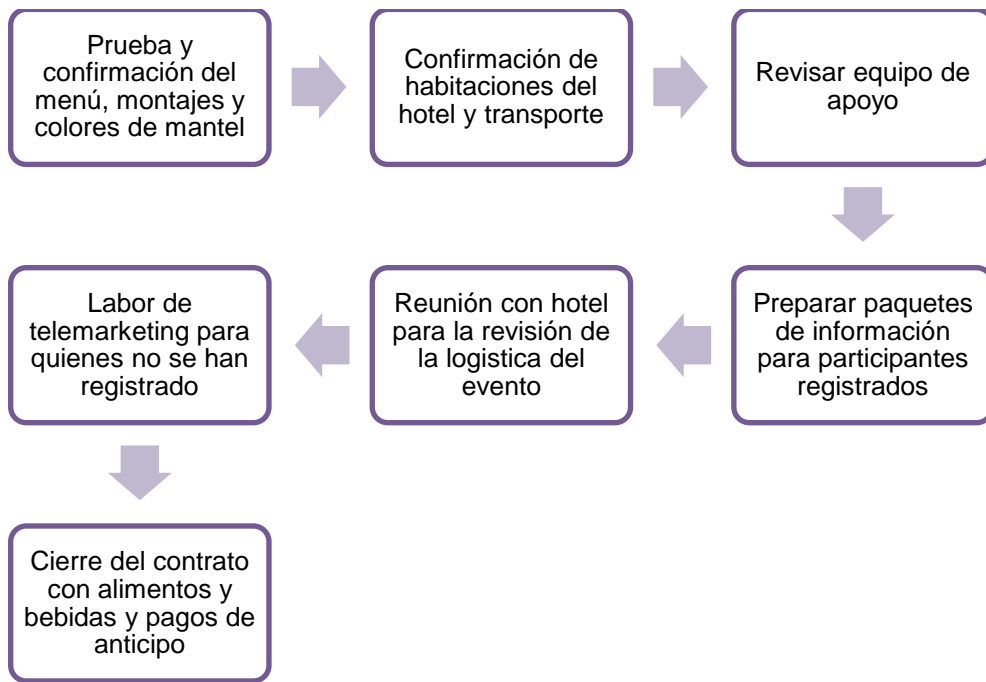 Prueba y
confirmación del
menú, montajes y
colores de mantel
Confirmación de
habitaciones del
hotel y transporte
Revisar equipo de
apoyo
Preparar paquetes
de información
para participantes
registrados
Reunión con hotel
para la revisión de
la logistica del
evento
Labor de
telemarketing para
quienes no se han
registrado
Cierre del contrato
con alimentos y
bebidas y pagos de
anticipo